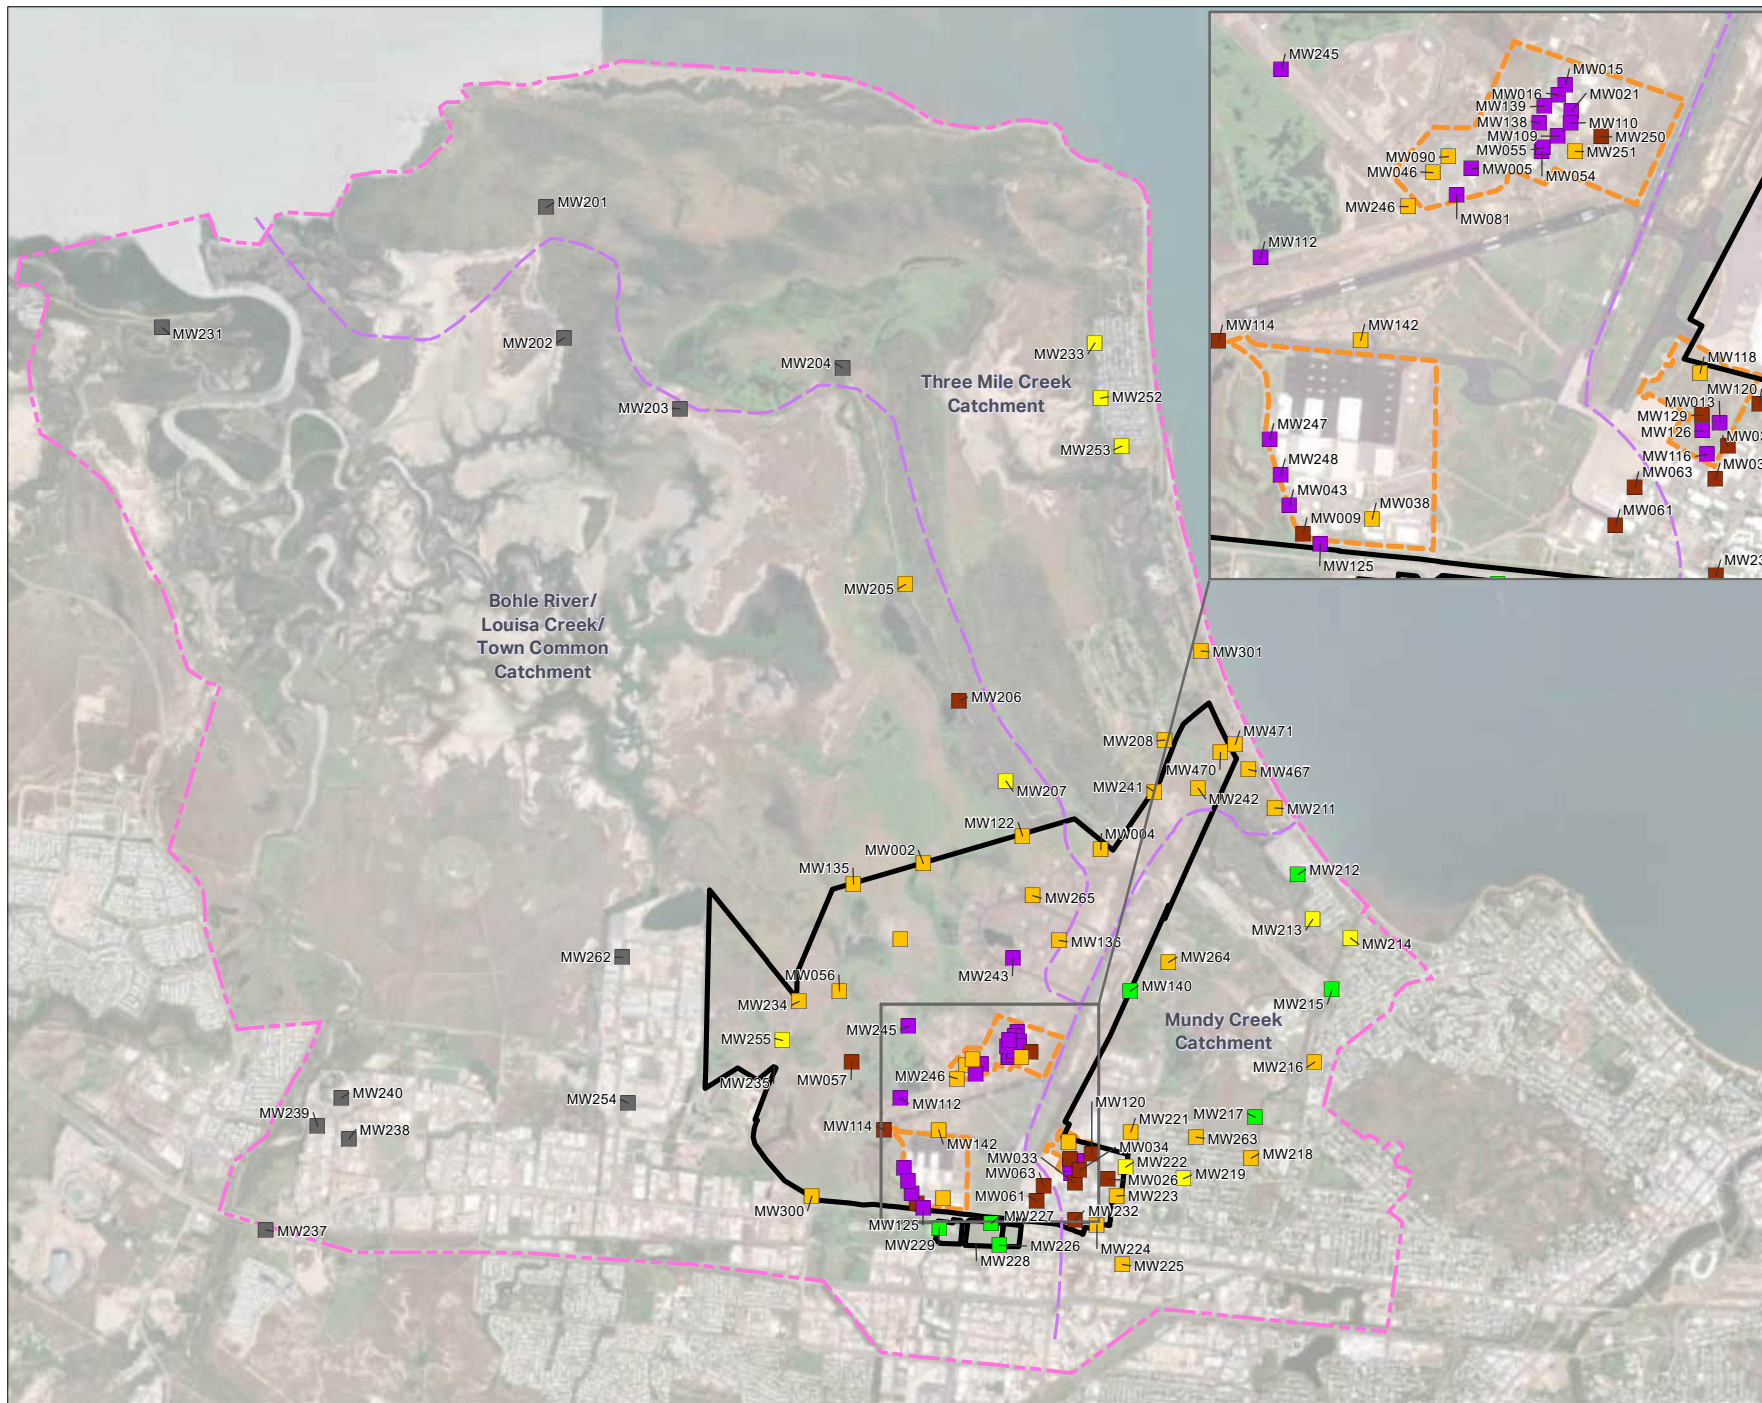 MW245
MW015
MW016
MW021
MW139
MW138
MW110
MW109
MW250
MW055
MW251
MW090
MW046
MW005
MW054
MW246
MW081
MW112
MW114
MW142
MW118
MW120
MW013
MW129
MW126
MW116
MW063
MW061
MW247
MW248
MW043
MW038
MW009
MW125
MW201
MW231
MW202
MW204
MW203
MW233
Three Mile Creek
Catchment
MW252
MW253
MW205
Bohle River/
Louisa Creek/
Town Common
Catchment
MW301
MW206
MW208
MW471
MW470
MW467
MW207
MW241
MW242
MW211
MW122
MW004
MW002
MW135
MW212
MW265
MW213
MW214
MW136
MW262
MW243
MW264
MW056
MW234
MW140
MW215
Mundy Creek
Catchment
MW245
MW255
MW216
MW235
MW057
MW246
MW240
MW254
MW112
MW120
MW217
MW239
MW238
MW114
MW142
MW221
MW263
MW034
MW033
MW218
MW222
MW063
MW026
MW219
MW061
MW223
MW300
MW232
MW125
MW227
MW237
MW229
MW226
MW224
MW228
MW225